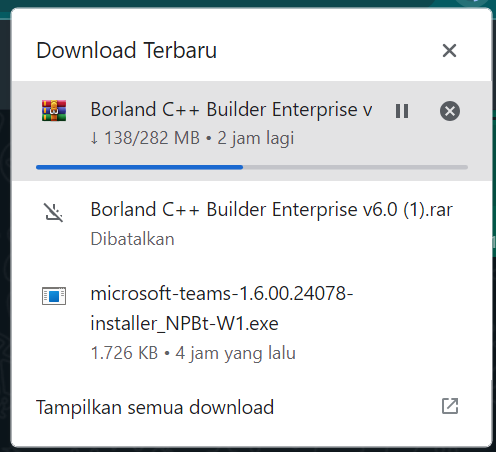 Download Terbaru
Borland C++ Builder Enterprise v
↓ 138/282 MB • 2 jam lagi
Borland C++ Builder Enterprise v6.0 (1).rar
Dibatalkan
microsoft-teams-1.6.00.24078-
installer_NPBt-W1.exe
1.726 KB • 4 jam yang lalu
Tampilkan semua download